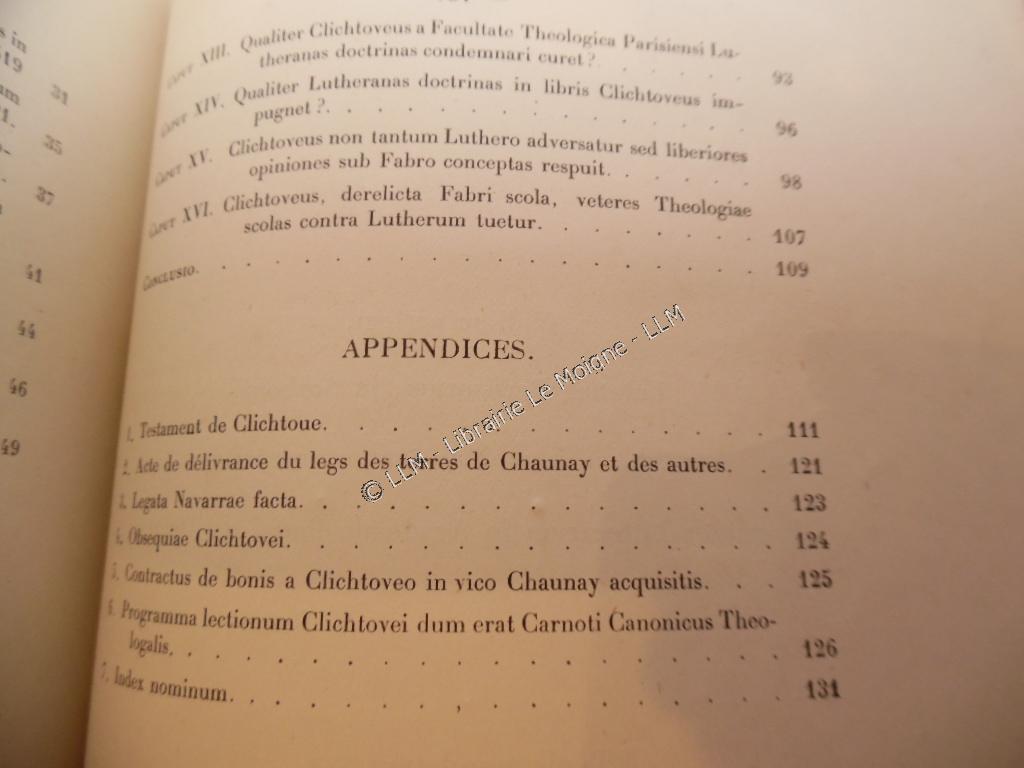 s in
519
31
um
1.
35
37
41
44
46
49
CAPUT XIII. Qualiter Clichtoveus a Facultate Theologica Parisiensi Lu-
theranas doctrinas condemnari curet? . . . . . 93
CAPUT XIV. Qualiter Lutheranas doctrinas in libris Clichtoveus im-
pugnet ?. . . . . . . . . . . 96
CAPUT XV. Clichtoveus non tantum Luthero adversatur sed liberiores
opiniones sub Fabro conceptas respuit. . . . . 98
CAPUT XVI. Clichtoveus, derelicta Fabri scola, veteres Theologiae
scolas contra Lutherum tuetur. . . . . . . 107
CONCLUSIO. . . . . . . . . . . . . . . . 109
APPENDICES.
1. Testament de Clichtoue. . . . . . . . . . . . 111
2. Acte de délivrance du legs des terres de Chaunay et des autres. . 121
3. Legata Navarrae facta. . . . . . . . . . . . . 123
4. Obsequiae Clichtovei. . . . . . . . . . . . . 124
5. Contractus de bonis a Clichtoveo in vico Chaunay acquisitis. . . 125
6. Programma lectionum Clichtovei dum erat Carnoti Canonicus Theo-
logalis. . . . . . . . . . . . . . . 126
7. Index nominum. . . . . . , . . . . . . 131
© LLM - Librairie Le Moigne - LLM